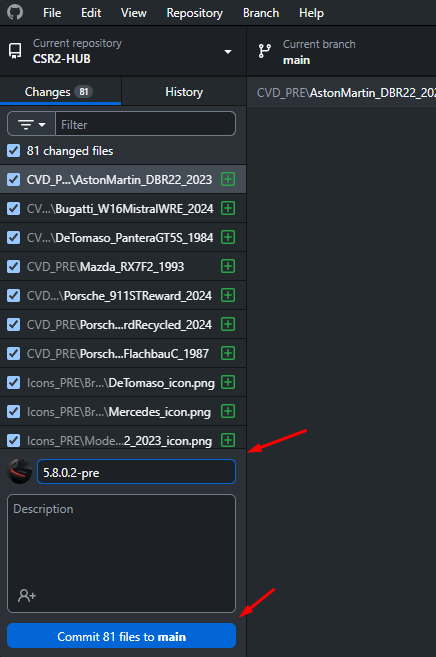 File Edit View Repository Branch Help
Current repository
CSR2-HUB
Current branch
main
Changes 81
History
CVD_PRE\AstonMartin_DBR22_202
Filter
81 changed files
CVD_P...\AstonMartin_DBR22_2023
CV...\Bugatti_W16MistralWRE_2024
CVD...\DeTomaso_PanteraGT5S_1984
CVD_PRE\Mazda_RX7F2_1993
CVD...\Porsche_911STReward_2024
CVD_PRE\Porsch...rdRecycled_2024
CVD_PRE\Porsch...FlachbauC_1987
Icons_PRE\Br...\DeTomaso_icon.png
Icons_PRE\Br...\Mercedes_icon.png
Icons_PRE\Mode...2_2023_icon.png
5.8.0.2-pre
Description
Commit 81 files to main